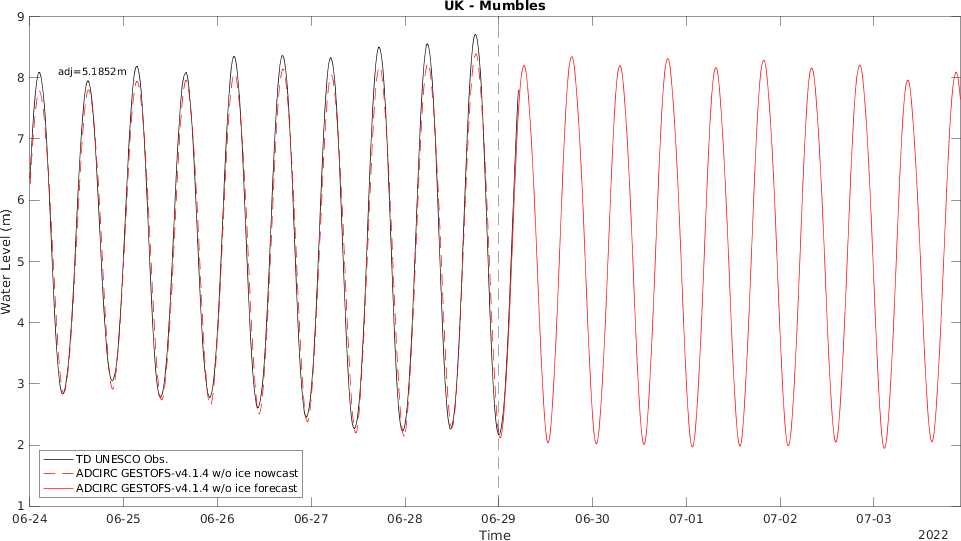 UK - Mumbles
9
8
7
6
5
4
3
2
1
Water Level (m)
adj=5.1852m
TD UNESCO Obs.
ADCIRC GESTOFS-v4.1.4 w/o ice nowcast
ADCIRC GESTOFS-v4.1.4 w/o ice forecast
06-24 06-25 06-26 06-27 06-28 06-29 06-30 07-01 07-02 07-03
Time
2022